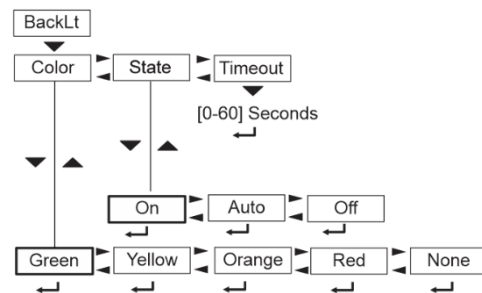 BackLt
Color State Timeout
[0-60] Seconds
On Auto Off
Green Yellow Orange Red None